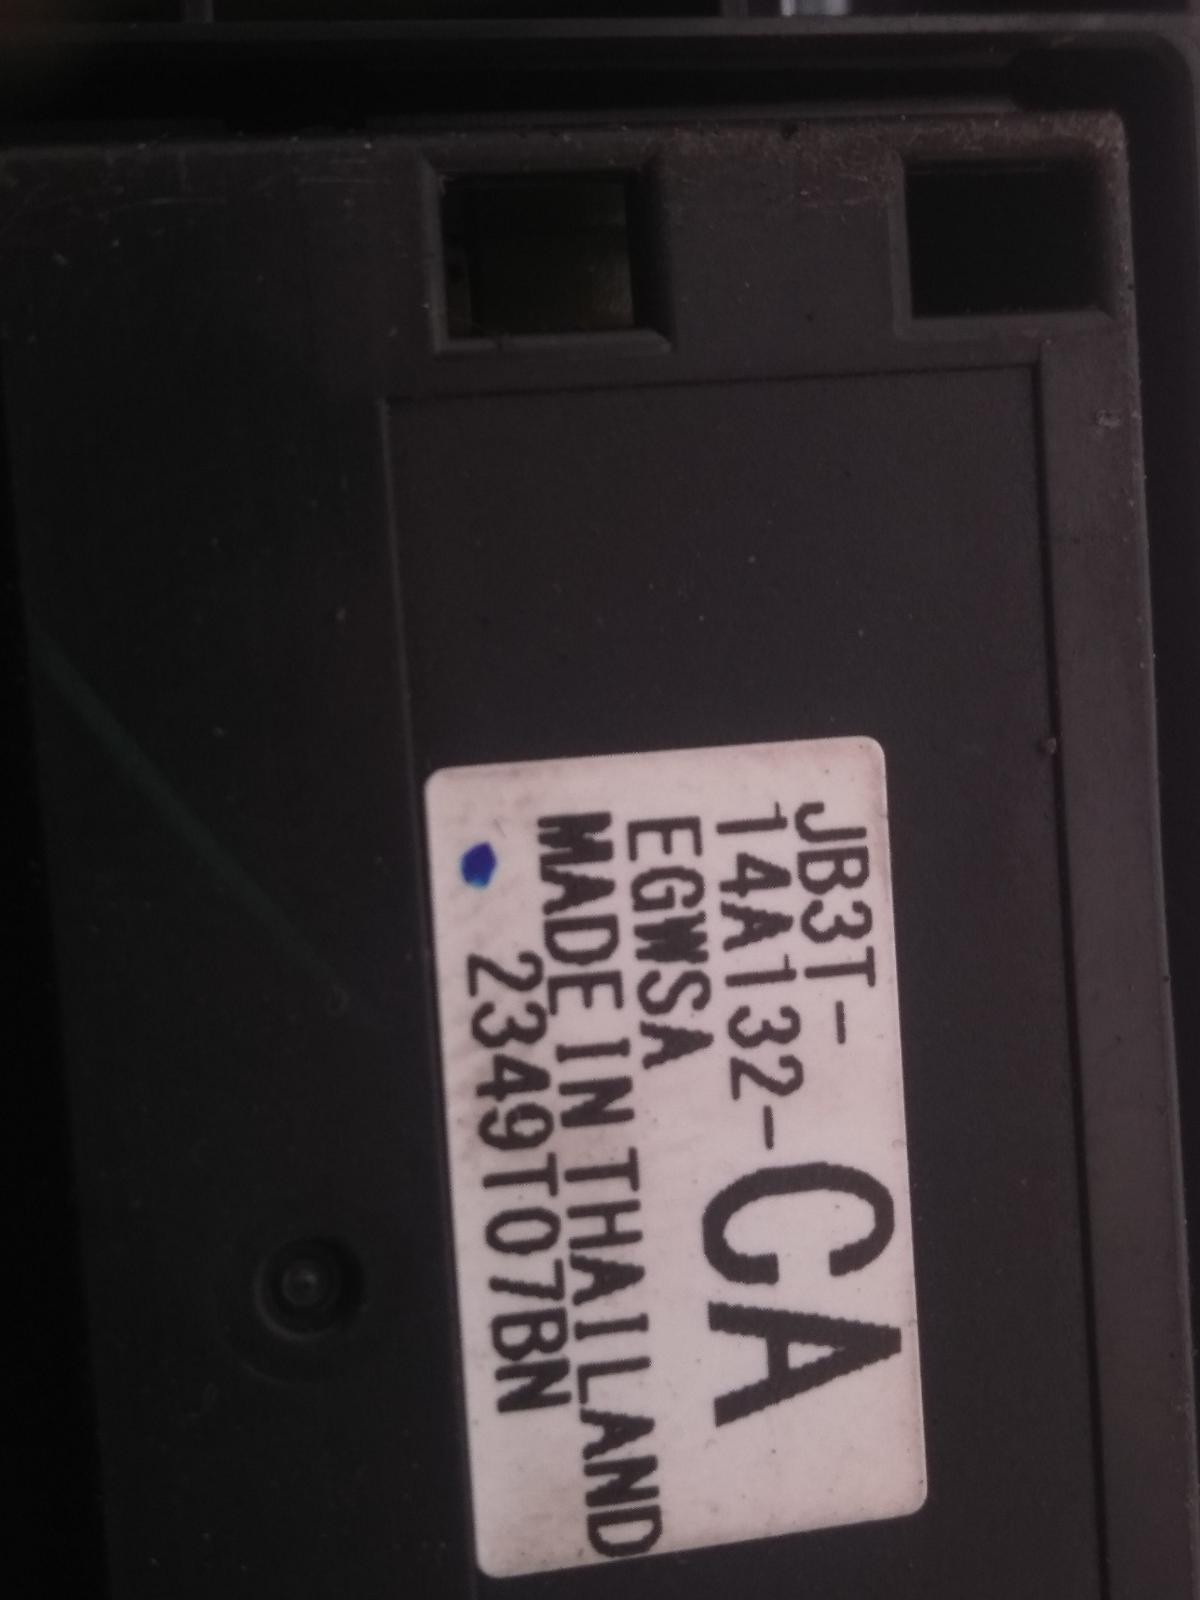 JB3T-
14A132-CA
EGWSA
MADE IN THAILAND
2349T07BN